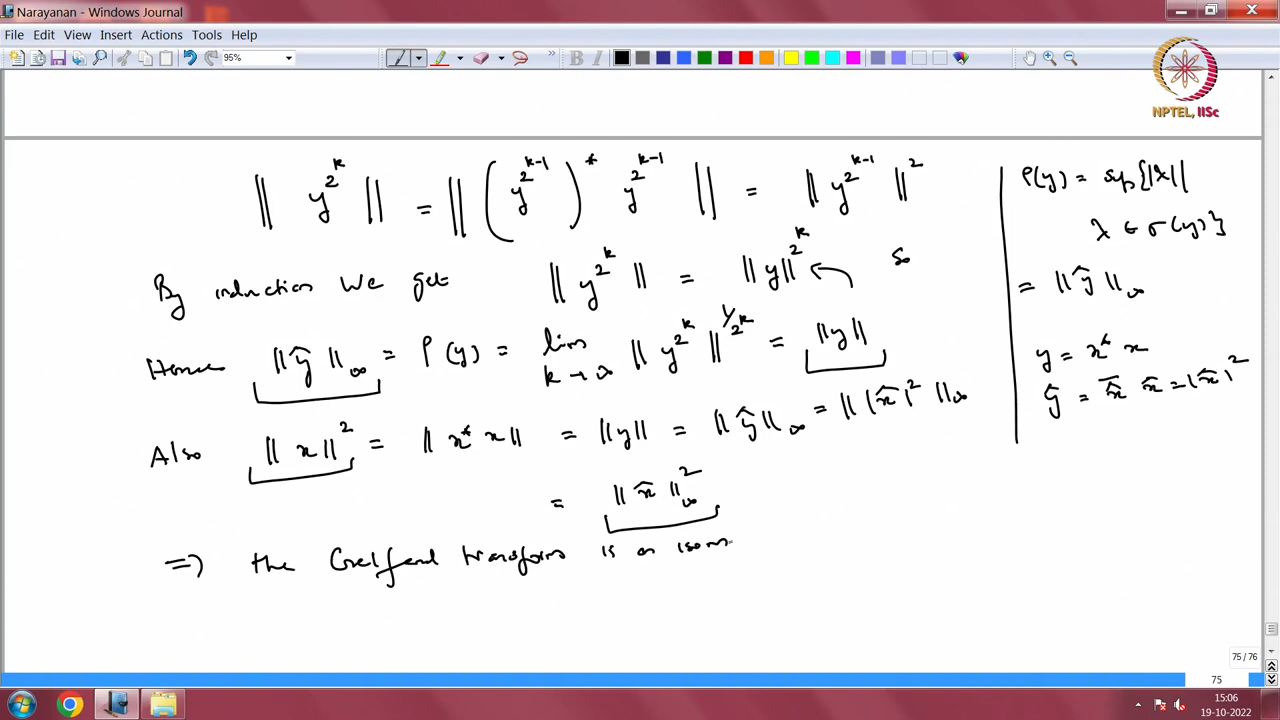 Narayanan - Windows Journal
File Edit View Insert Actions Tools Help
95%
NPTEL, IISc
‖ y^{2^k} ‖ = ‖ (y^{2^{k-1}})^* y^{2^{k-1}} ‖ = ‖ y^{2^{k-1}} ‖^2
By induction We get ‖ y^{2^k} ‖ = ‖y‖^{2^k} So
Hence ‖ŷ‖_∞ = ρ(y) = lim_{k→∞} ‖ y^{2^k} ‖^{1/2^k} = ‖y‖
Also ‖x‖^2 = ‖x^* x‖ = ‖y‖ = ‖ŷ‖_∞ = ‖ |x̂|^2 ‖_∞
= ‖x̂‖_∞^2
⇒ the Gelfand transform is an isom
ρ(y) = sup{|λ| |
λ ∈ σ(y)}
= ‖ŷ‖_∞
y = x^* x
ŷ = \overline{x̂} x̂ = |x̂|^2
75 / 76
75
15:06
19-10-2022